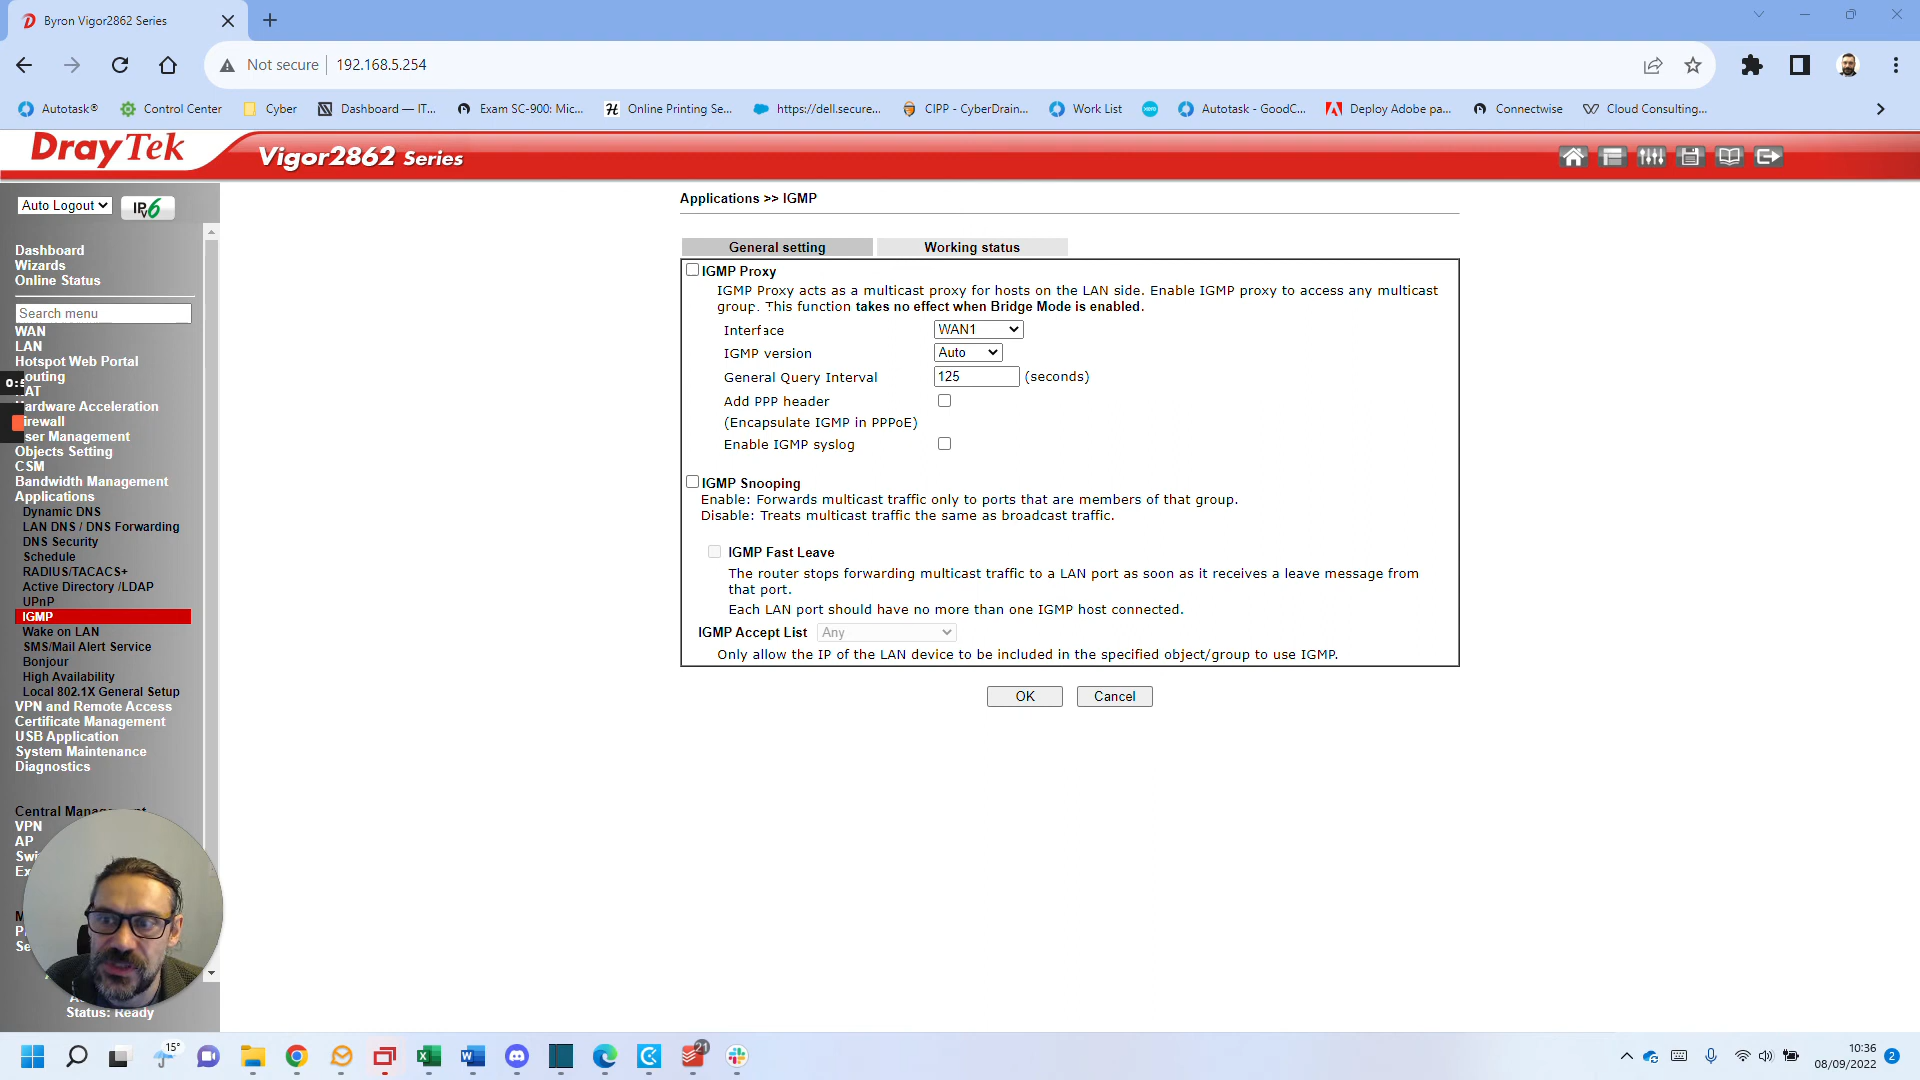 Byron Vigor2862 Series
Not secure 192.168.5.254
Autotask®
Control Center
Cyber
Dashboard — IT...
Exam SC-900: Mic...
Online Printing Se...
https://dell.secure...
CIPP - CyberDrain...
Work List
xero
Autotask - GoodC...
Deploy Adobe pa...
Connectwise
Cloud Consulting...
DrayTek
Vigor2862 Series
Auto Logout
IPv6
Dashboard
Wizards
Online Status
Search menu
WAN
LAN
Hotspot Web Portal
outing
AT
ardware Acceleration
irewall
ser Management
Objects Setting
CSM
Bandwidth Management
Applications
Dynamic DNS
LAN DNS / DNS Forwarding
DNS Security
Schedule
RADIUS/TACACS+
Active Directory /LDAP
UPnP
IGMP
Wake on LAN
SMS/Mail Alert Service
Bonjour
High Availability
Local 802.1X General Setup
VPN and Remote Access
Certificate Management
USB Application
System Maintenance
Diagnostics
Central
VPN
AP
Status: Ready
Applications >> IGMP
General setting
Working status
IGMP Proxy
IGMP Proxy acts as a multicast proxy for hosts on the LAN side. Enable IGMP proxy to access any multicast
group. This function takes no effect when Bridge Mode is enabled.
Interface WAN1
IGMP version Auto
General Query Interval 125 (seconds)
Add PPP header
(Encapsulate IGMP in PPPoE)
Enable IGMP syslog
IGMP Snooping
Enable: Forwards multicast traffic only to ports that are members of that group.
Disable: Treats multicast traffic the same as broadcast traffic.
IGMP Fast Leave
The router stops forwarding multicast traffic to a LAN port as soon as it receives a leave message from
that port.
Each LAN port should have no more than one IGMP host connected.
IGMP Accept List Any
Only allow the IP of the LAN device to be included in the specified object/group to use IGMP.
OK Cancel
15°
21
10:36
08/09/2022
2